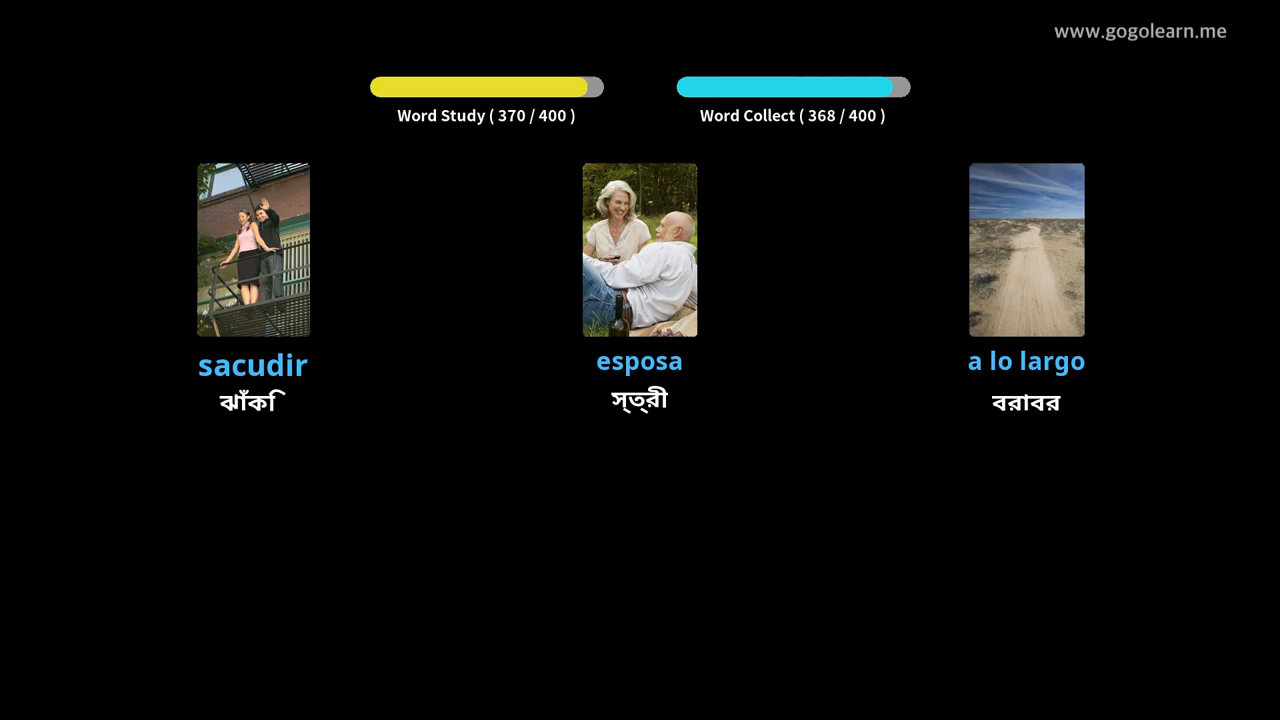 www.gogolearn.me
Word Study ( 370 / 400 )
Word Collect ( 368 / 400 )
sacudir
esposa
a lo largo
ঝাঁকি
স্ত্রী
বরাবর